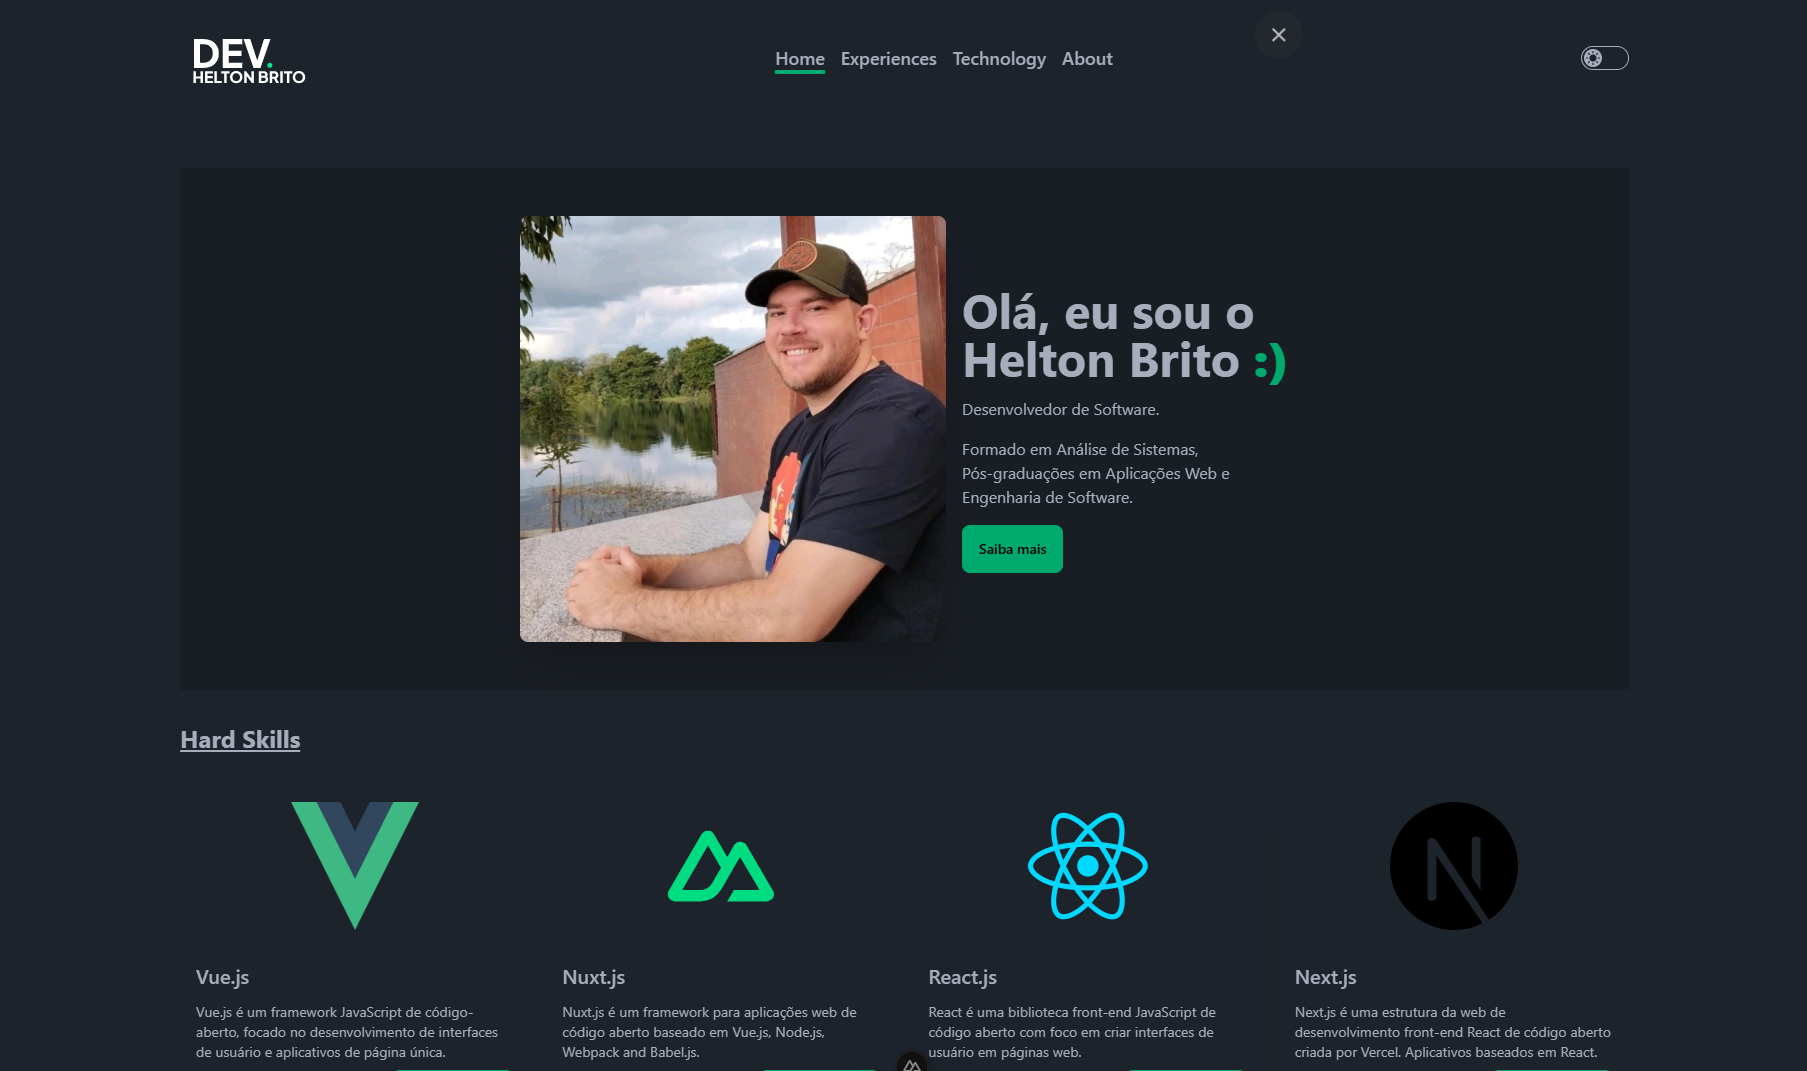 DEV.
HELTON BRITO
Home Experiences Technology About
Olá, eu sou o
Helton Brito :)
Desenvolvedor de Software.
Formado em Análise de Sistemas,
Pós-graduações em Aplicações Web e
Engenharia de Software.
Saiba mais
Hard Skills
Vue.js
Vue.js é um framework JavaScript de código-
aberto, focado no desenvolvimento de interfaces
de usuário e aplicativos de página única.
Nuxt.js
Nuxt.js é um framework para aplicações web de
código aberto baseado em Vue.js, Node.js,
Webpack and Babel.js.
React.js
React é uma biblioteca front-end JavaScript de
código aberto com foco em criar interfaces de
usuário em páginas web.
Next.js
Next.js é uma estrutura da web de
desenvolvimento front-end React de código aberto
criada por Vercel. Aplicativos baseados em React.